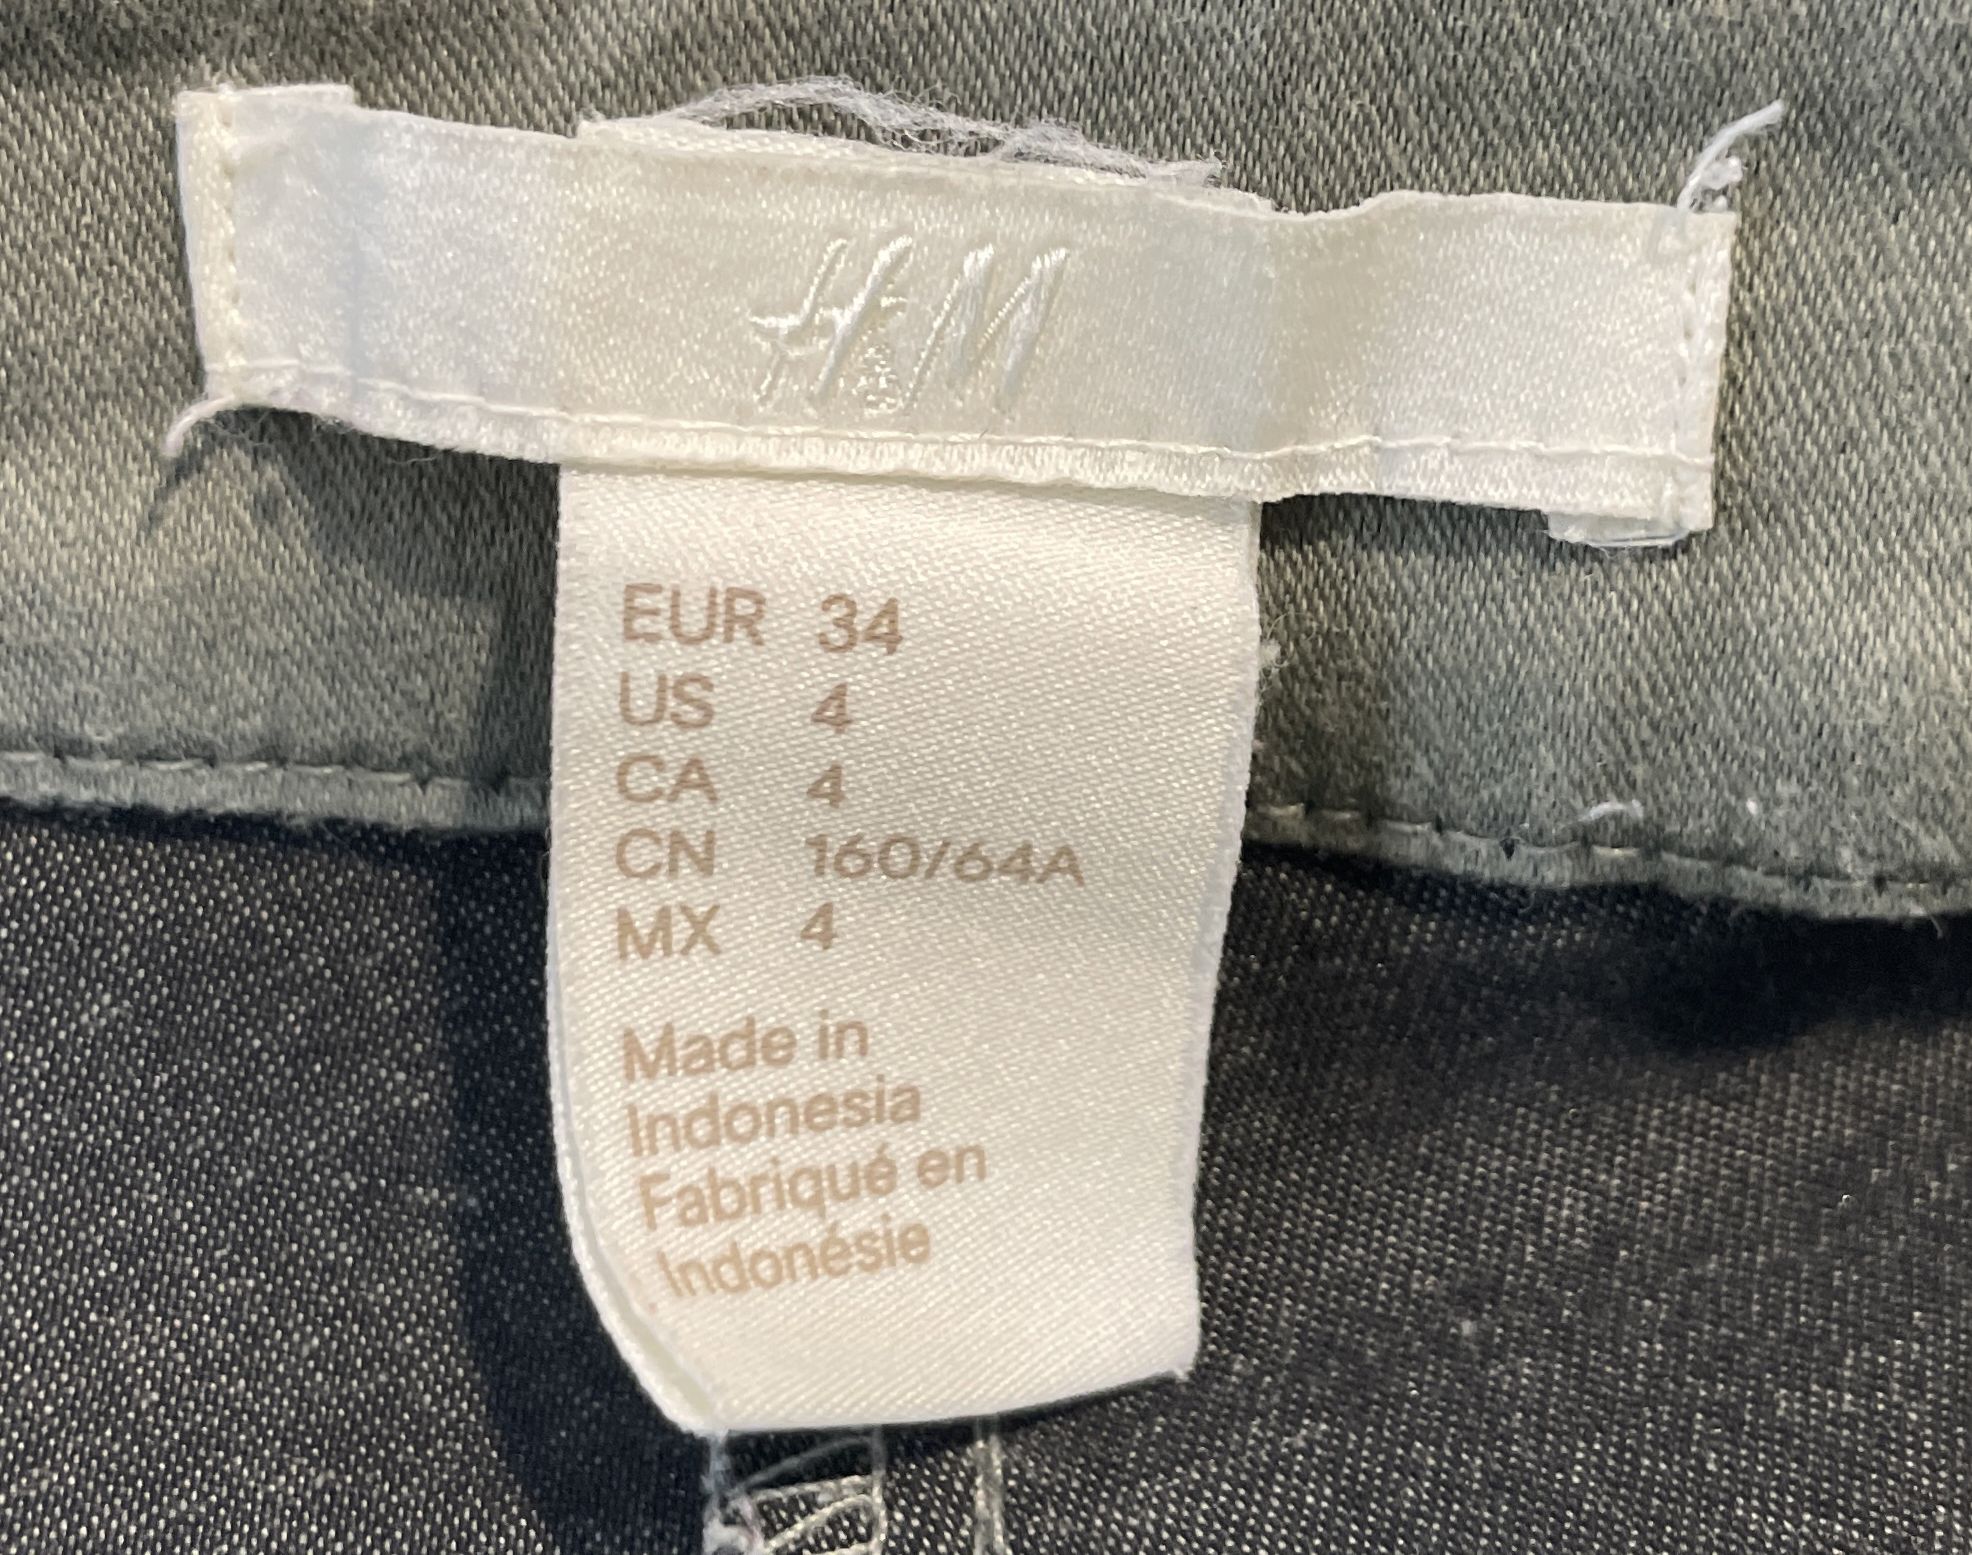 H&M
EUR 34
US 4
CA 4
CN 160/64A
MX 4
Made in
Indonesia
Fabriqué en
Indonésie